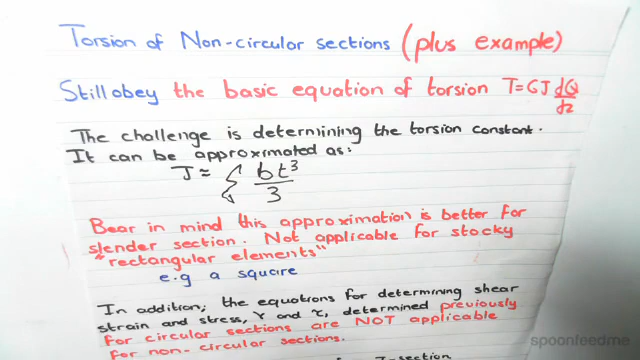 Torsion of Non-circular sections (plus example)
Still obey the basic equation of torsion T=GJ dθ/dz
The challenge is determining the torsion constant.
It can be approximated as:
J ≈ { bt³/3
Bear in mind this approximation is better for
slender section. Not applicable for stocky
"rectangular elements"
e.g a square
In addition; the equations for determining shear
strain and stress, γ and τ, determined previously
for circular sections are NOT applicable
for non-circular sections.
spoonfeedme